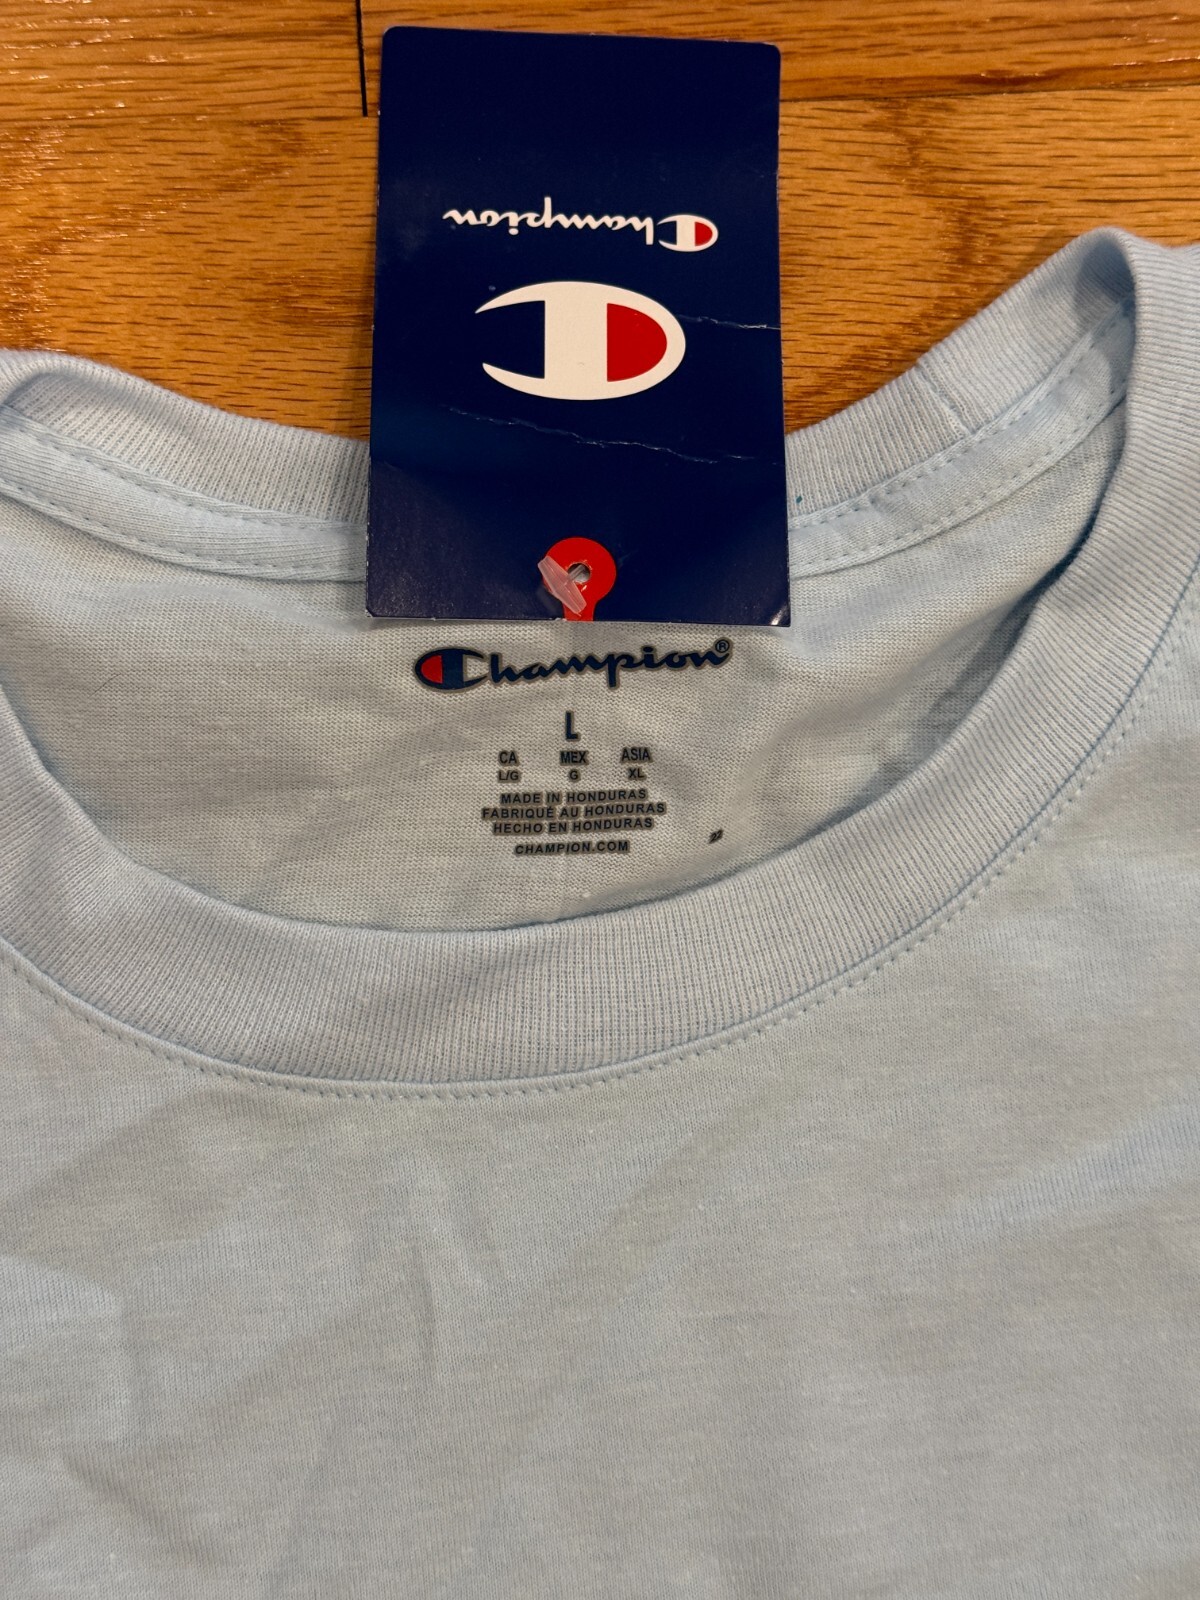 Champion
Champion®
L
CA MEX ASIA
L/G G XL
MADE IN HONDURAS
FABRIQUÉ AU HONDURAS
HECHO EN HONDURAS
CHAMPION.COM